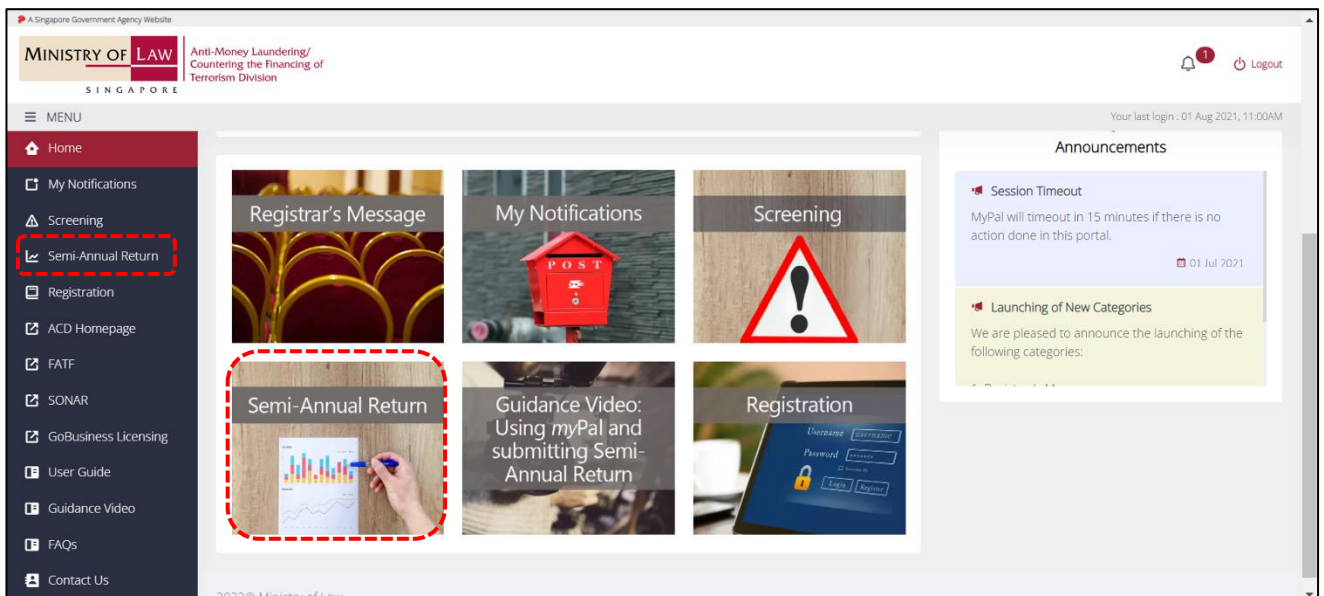 A Singapore Government Agency Website
MINISTRY OF LAW
SINGAPORE
Anti-Money Laundering/
Countering the Financing of
Terrorism Division
1
Logout
MENU
Your last login : 01 Aug 2021, 11:00AM
Home
My Notifications
Screening
Semi-Annual Return
Registration
ACD Homepage
FATF
SONAR
GoBusiness Licensing
User Guide
Guidance Video
FAQs
Contact Us
Registrar's Message
My Notifications
POST
Screening
Semi-Annual Return
Guidance Video:
Using myPal and
submitting Semi-
Annual Return
Registration
Username username
Password
Login Register
Announcements
Session Timeout
MyPal will timeout in 15 minutes if there is no
action done in this portal.
01 Jul 2021
Launching of New Categories
We are pleased to announce the launching of the
following categories:
2022© Ministry of Law